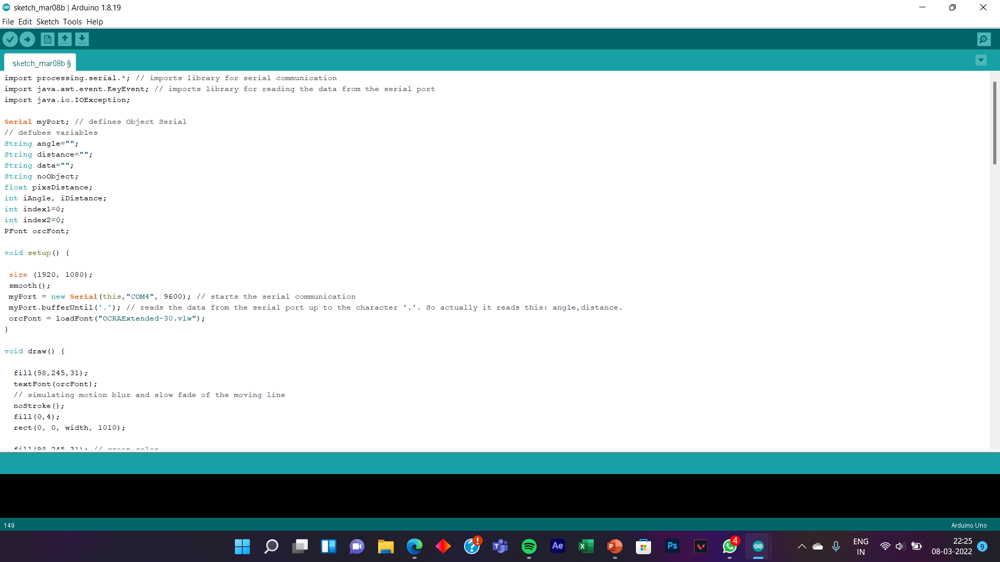 sketch_mar08b | Arduino 1.8.19
File Edit Sketch Tools Help
sketch_mar08b §
import processing.serial.*; // imports library for serial communication
import java.awt.event.KeyEvent; // imports library for reading the data from the serial port
import java.io.IOException;
Serial myPort; // defines Object Serial
// defubes variables
String angle="";
String distance="";
String data="";
String noObject;
float pixsDistance;
int iAngle, iDistance;
int index1=0;
int index2=0;
PFont orcFont;
void setup() {
size (1920, 1080);
smooth();
myPort = new Serial(this,"COM4", 9600); // starts the serial communication
myPort.bufferUntil('.'); // reads the data from the serial port up to the character '.'. So actually it reads this: angle,distance.
orcFont = loadFont("OCRAExtended-30.vlw");
}
void draw() {
fill(98,245,31);
textFont(orcFont);
// simulating motion blur and slow fade of the moving line
noStroke();
fill(0,4);
rect(0, 0, width, 1010);
fill(98,245,31); // green color
149
Arduino Uno
Ae
Ps
4
ENG
IN
22:25
08-03-2022
9